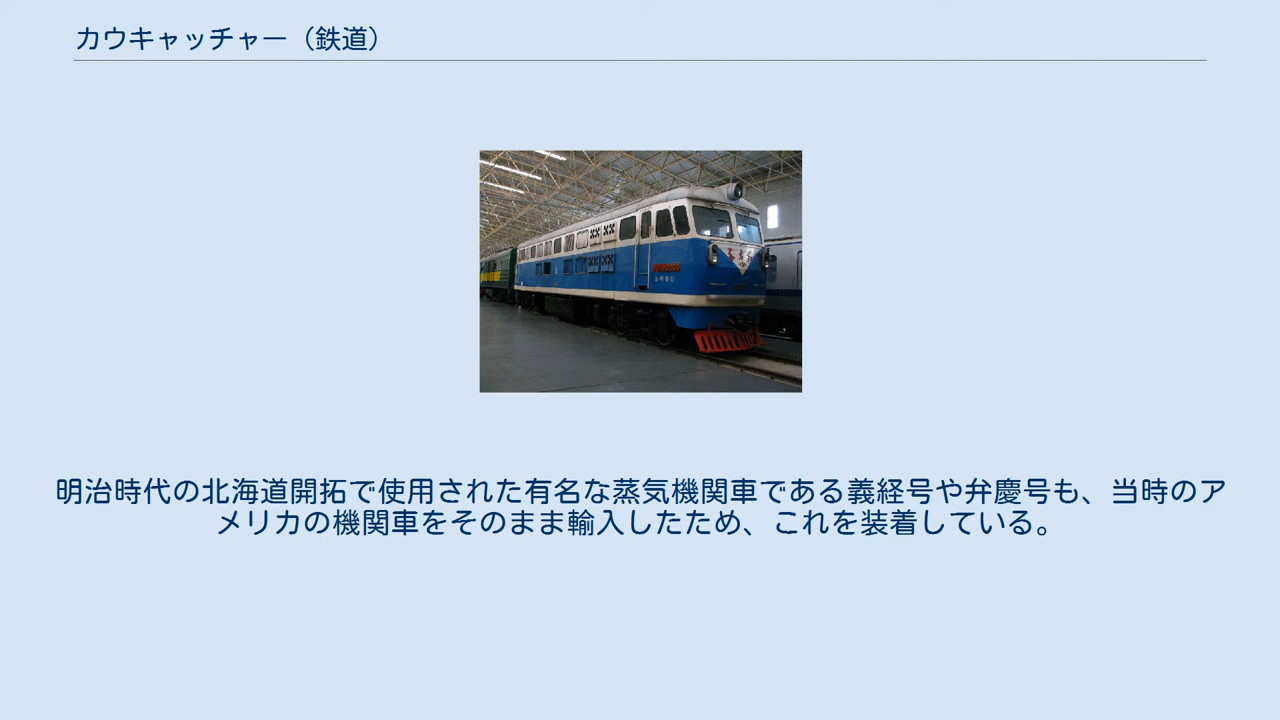 カウキャッチャー（鉄道）
明治時代の北海道開拓で使用された有名な蒸気機関車である義経号や弁慶号も、当時のア
メリカの機関車をそのまま輸入したため、これを装着している。